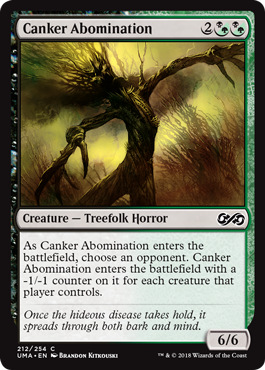 Canker Abomination 2
Creature — Treefolk Horror
As Canker Abomination enters the
battlefield, choose an opponent. Canker
Abomination enters the battlefield with a
-1/-1 counter on it for each creature that
player controls.
Once the hideous disease takes hold, it
spreads through both bark and mind.
6/6
212/254 C
UMA • EN BRANDON KITKOUSKI ™ & © 2018 Wizards of the Coast